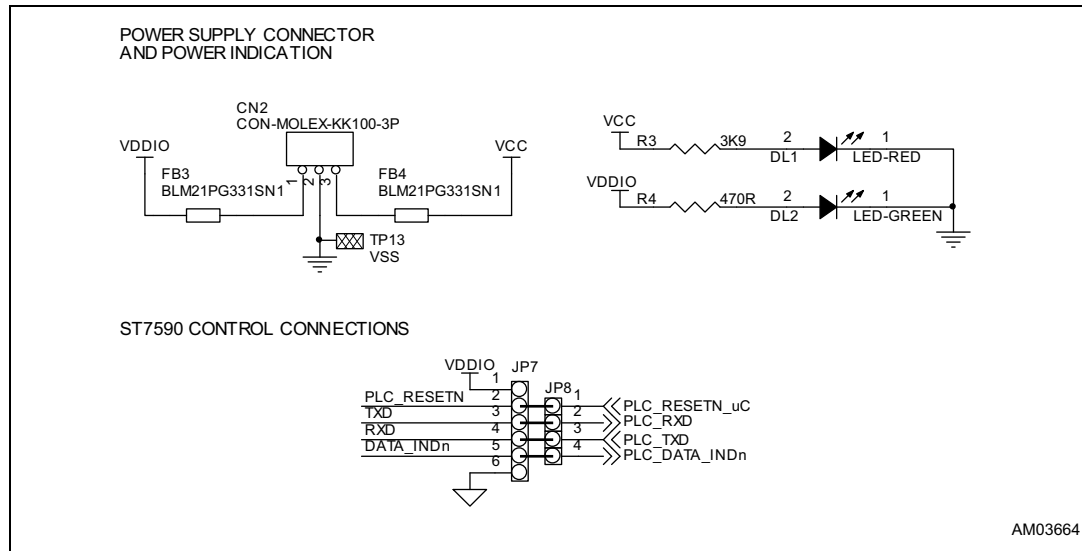 POWER SUPPLY CONNECTOR
AND POWER INDICATION
CN2
CON-MOLEX-KK100-3P
VDDIO
VCC
FB3
BLM21PG331SN1
1
2
3
FB4
BLM21PG331SN1
TP13
VSS
VCC
R3
3K9
2
DL1
1
LED-RED
VDDIO
R4
470R
2
DL2
1
LED-GREEN
ST7590 CONTROL CONNECTIONS
VDDIO
JP7
1
JP8
PLC_RESETN
2
1
PLC_RESETN_uC
TXD
3
2
PLC_RXD
RXD
4
3
PLC_TXD
DATA_INDn
5
4
PLC_DATA_INDn
6
AM03664